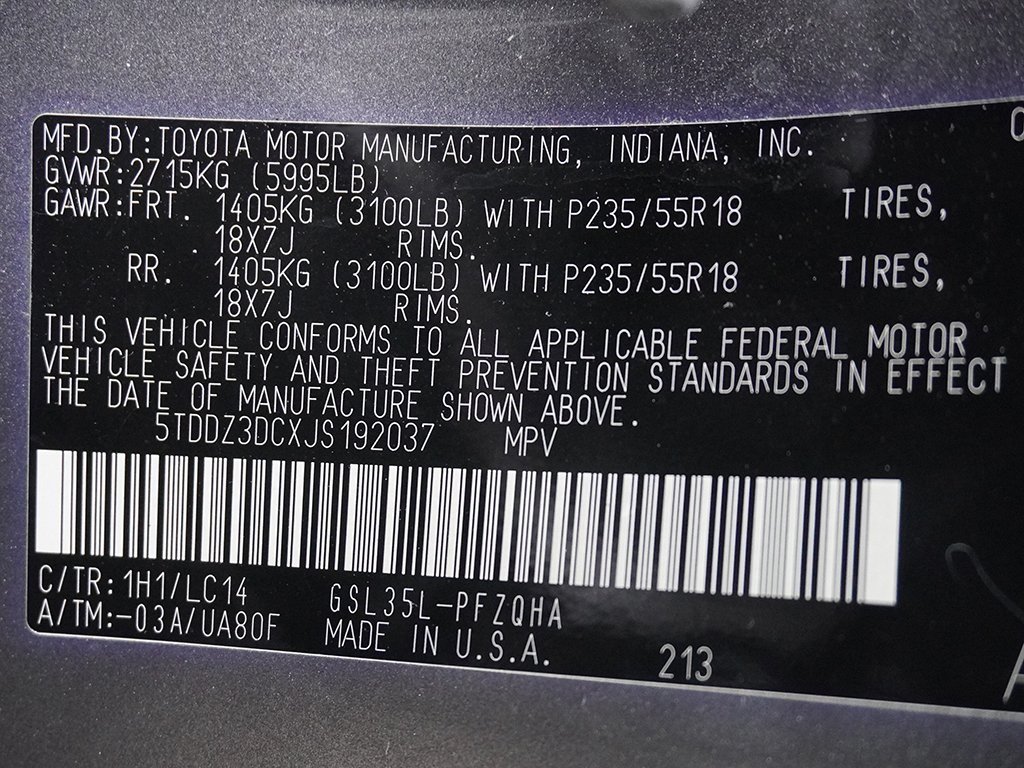 MFD.BY:TOYOTA MOTOR MANUFACTURING, INDIANA, INC.
GVWR:2715KG (5995LB)
GAWR:FRT. 1405KG (3100LB) WITH P235/55R18 TIRES,
18X7J RIMS.
RR. 1405KG (3100LB) WITH P235/55R18 TIRES,
18X7J RIMS.
THIS VEHICLE CONFORMS TO ALL APPLICABLE FEDERAL MOTOR
VEHICLE SAFETY AND THEFT PREVENTION STANDARDS IN EFFECT
THE DATE OF MANUFACTURE SHOWN ABOVE.
5TDDZ3DCXJS192037 MPV
C/TR:1H1/LC14 GSL35L-PFZQHA
A/TM:-03A/UA80F MADE IN U.S.A. 213